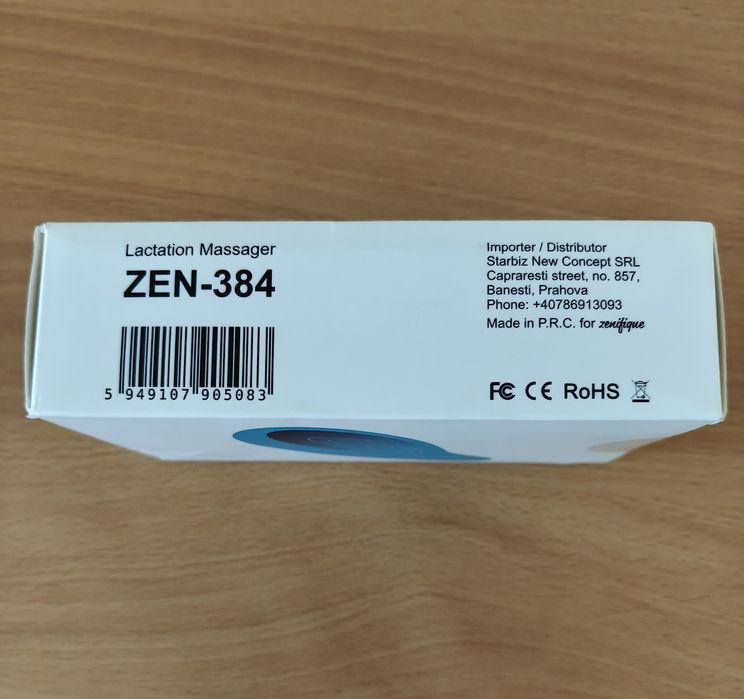 Lactation Massager
ZEN-384
5 949107 905083
Importer / Distributor
Starbiz New Concept SRL
Capraresti street, no. 857,
Banesti, Prahova
Phone: +40786913093
Made in P.R.C. for zenifique
FC CE RoHS